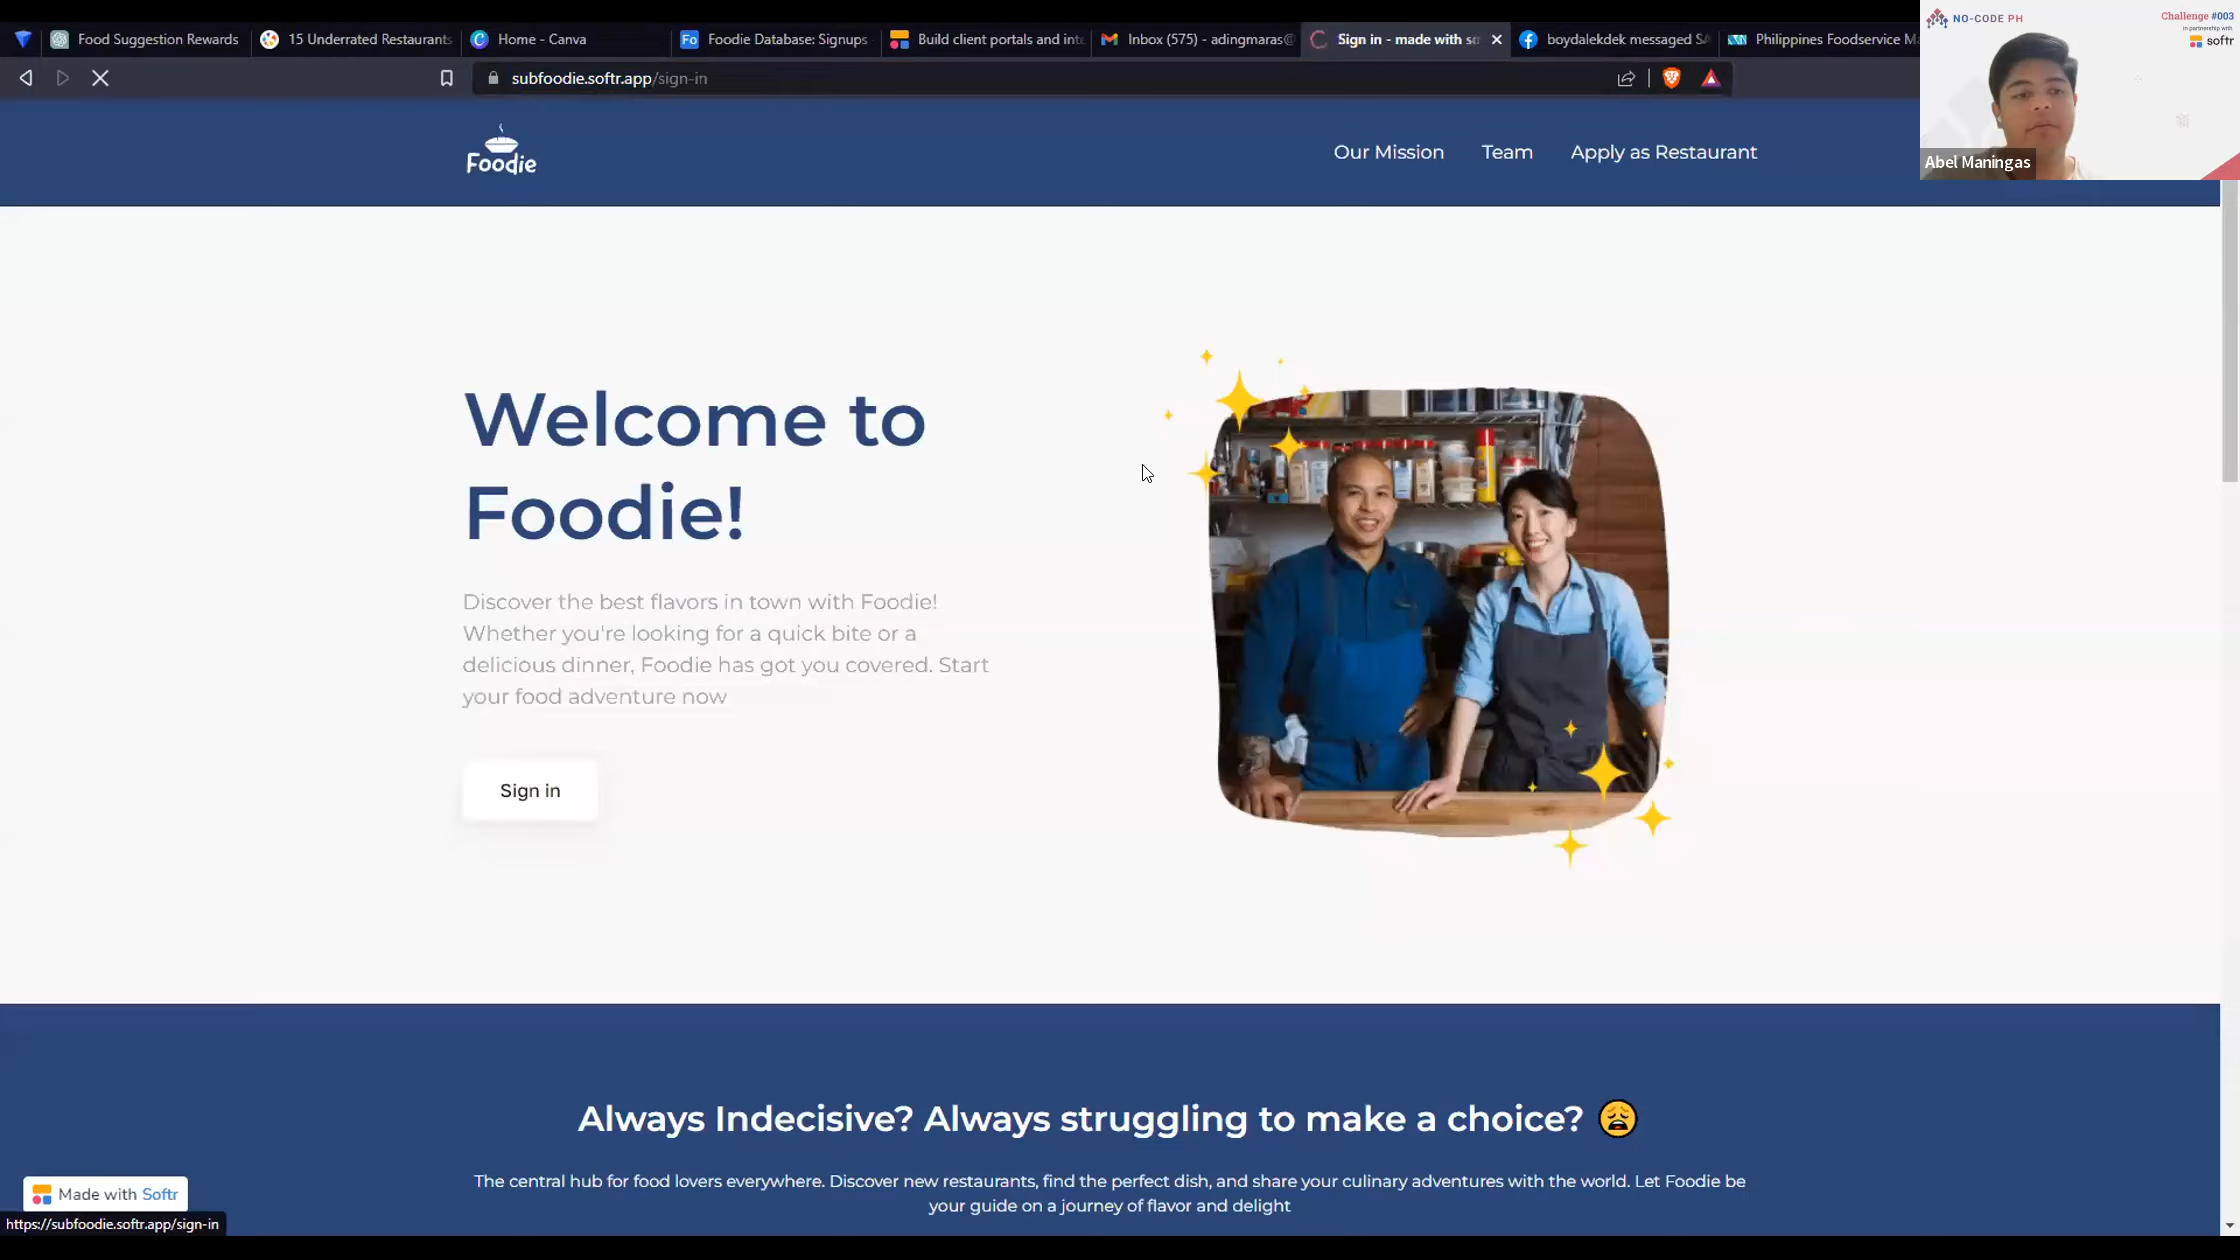 Food Suggestion Rewards
15 Underrated Restaurants
Home - Canva
Foodie Database: Signups
Build client portals and inte
Inbox (575) - adingmaras@
Sign in - made with so
boydalekdek messaged SA
Philippines Foodservice Ma
subfoodie.softr.app/sign-in
NO-CODE PH
Challenge #003
in partnership with
softr
Abel Maningas
Foodie
Our Mission
Team
Apply as Restaurant
Welcome to
Foodie!
Discover the best flavors in town with Foodie!
Whether you're looking for a quick bite or a
delicious dinner, Foodie has got you covered. Start
your food adventure now
Sign in
Always Indecisive? Always struggling to make a choice? 😩
The central hub for food lovers everywhere. Discover new restaurants, find the perfect dish, and share your culinary adventures with the world. Let Foodie be
your guide on a journey of flavor and delight
Made with Softr
https://subfoodie.softr.app/sign-in